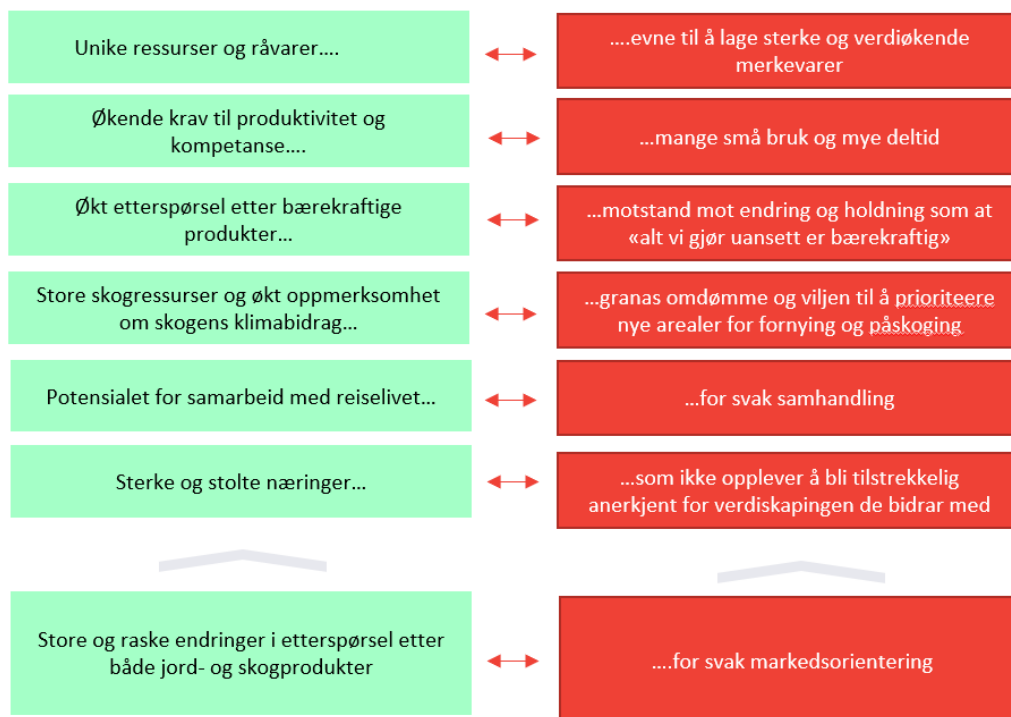 Unike ressurser og råvarer….
….evne til å lage sterke og verdiøkende
merkevarer
Økende krav til produktivitet og
kompetanse….
…mange små bruk og mye deltid
Økt etterspørsel etter bærekraftige
produkter…
…motstand mot endring og holdning som at
«alt vi gjør uansett er bærekraftig»
Store skogressurser og økt oppmerksomhet
om skogens klimabidrag…
…granas omdømme og viljen til å prioriteere
nye arealer for fornying og påskoging
Potensialet for samarbeid med reiselivet…
…for svak samhandling
Sterke og stolte næringer…
…som ikke opplever å bli tilstrekkelig
anerkjent for verdiskapingen de bidrar med
Store og raske endringer i etterspørsel etter
både jord- og skogprodukter
….for svak markedsorientering